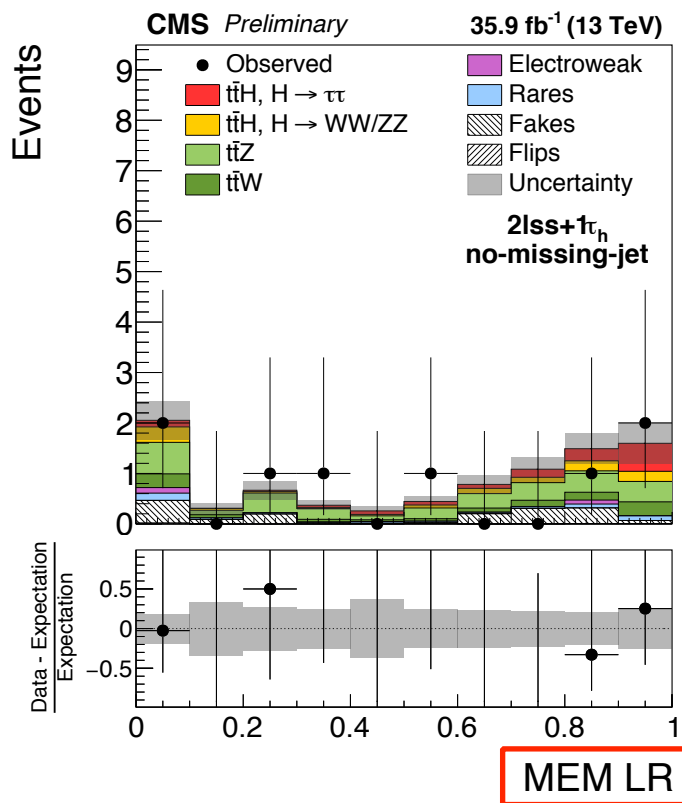 CMS Preliminary 35.9 fb⁻¹ (13 TeV)
Events
9
8
7
6
5
4
3
2
1
0
Observed
tt̄H, H → ττ
tt̄H, H → WW/ZZ
tt̄Z
tt̄W
Electroweak
Rares
Fakes
Flips
Uncertainty
2lss+1τh
no-missing-jet
Data - Expectation
Expectation
0.5
0
−0.5
0 0.2 0.4 0.6 0.8 1
MEM LR